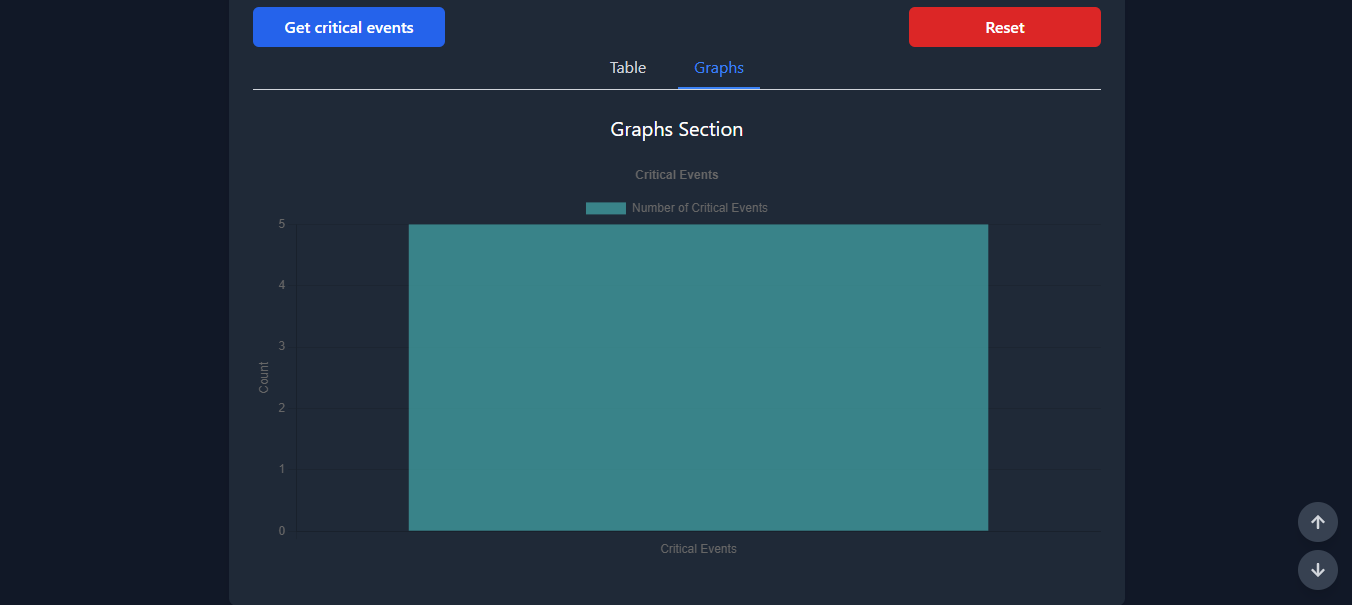 Get critical events
Reset
Table
Graphs
Graphs Section
Critical Events
Number of Critical Events
5
4
3
2
1
0
Count
Critical Events